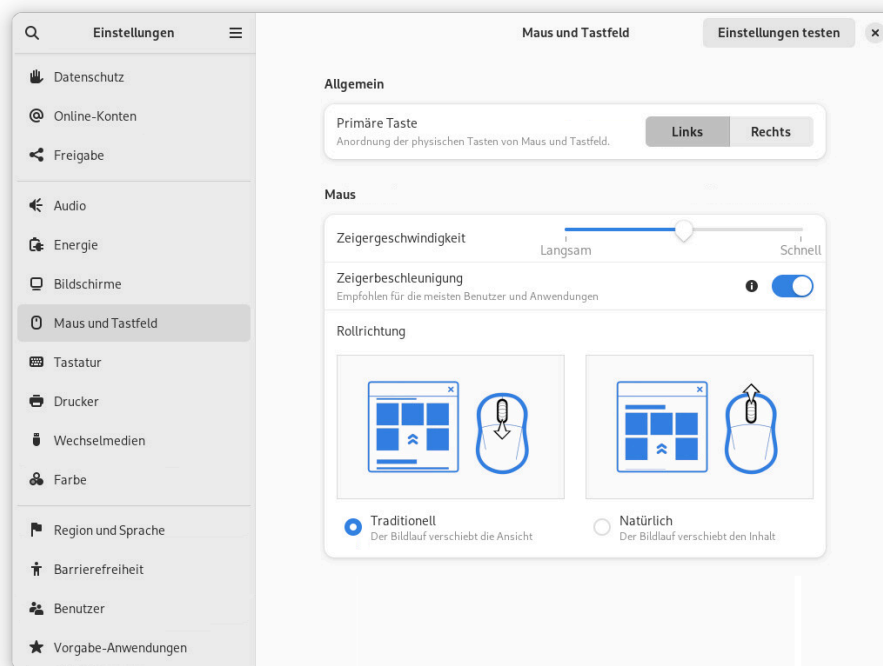 Einstellungen
Datenschutz
Online-Konten
Freigabe
Audio
Energie
Bildschirme
Maus und Tastfeld
Tastatur
Drucker
Wechselmedien
Farbe
Region und Sprache
Barrierefreiheit
Benutzer
Vorgabe-Anwendungen
Maus und Tastfeld
Einstellungen testen
Allgemein
Primäre Taste
Anordnung der physischen Tasten von Maus und Tastfeld.
Links Rechts
Maus
Zeigergeschwindigkeit
Langsam Schnell
Zeigerbeschleunigung
Empfohlen für die meisten Benutzer und Anwendungen
Rollrichtung
Traditionell
Der Bildlauf verschiebt die Ansicht
Natürlich
Der Bildlauf verschiebt den Inhalt